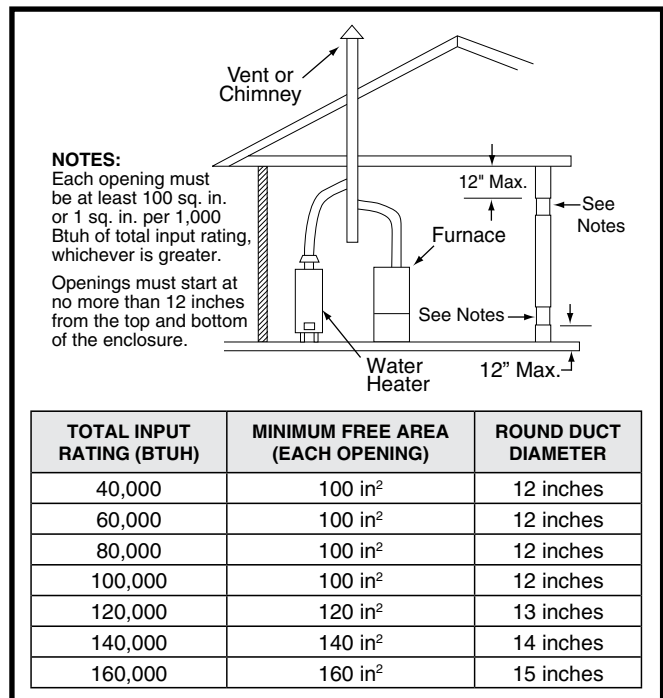 Vent or
Chimney
NOTES:
Each opening must
be at least 100 sq. in.
or 1 sq. in. per 1,000
Btuh of total input rating,
whichever is greater.
Openings must start at
no more than 12 inches
from the top and bottom
of the enclosure.
12" Max.
See
Notes
Furnace
See Notes
Water
Heater
12” Max.
TOTAL INPUT RATING (BTUH) MINIMUM FREE AREA (EACH OPENING) ROUND DUCT DIAMETER
40,000 100 in² 12 inches
60,000 100 in² 12 inches
80,000 100 in² 12 inches
100,000 100 in² 12 inches
120,000 120 in² 13 inches
140,000 140 in² 14 inches
160,000 160 in² 15 inches